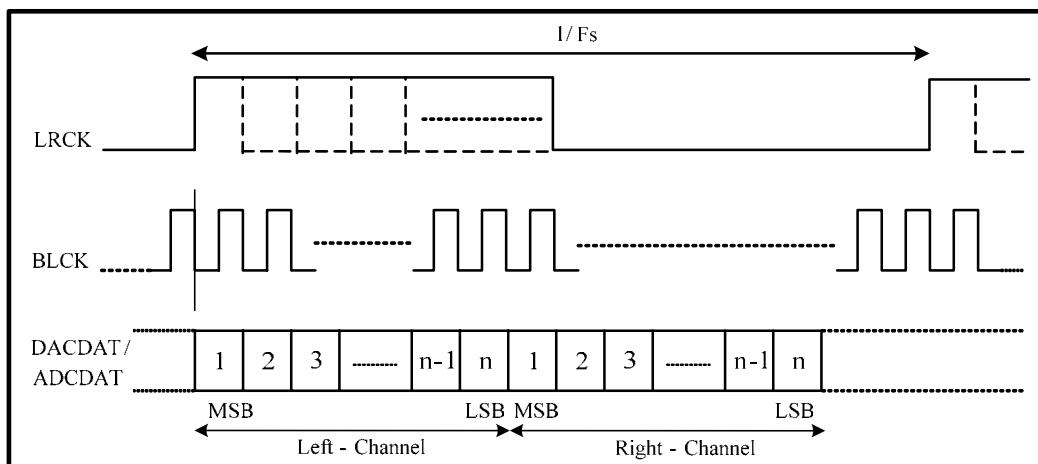 1/Fs
LRCK
BLCK
DACDAT/
ADCDAT
1 2 3 n-1 n 1 2 3 n-1 n
MSB LSB MSB LSB
Left - Channel Right - Channel